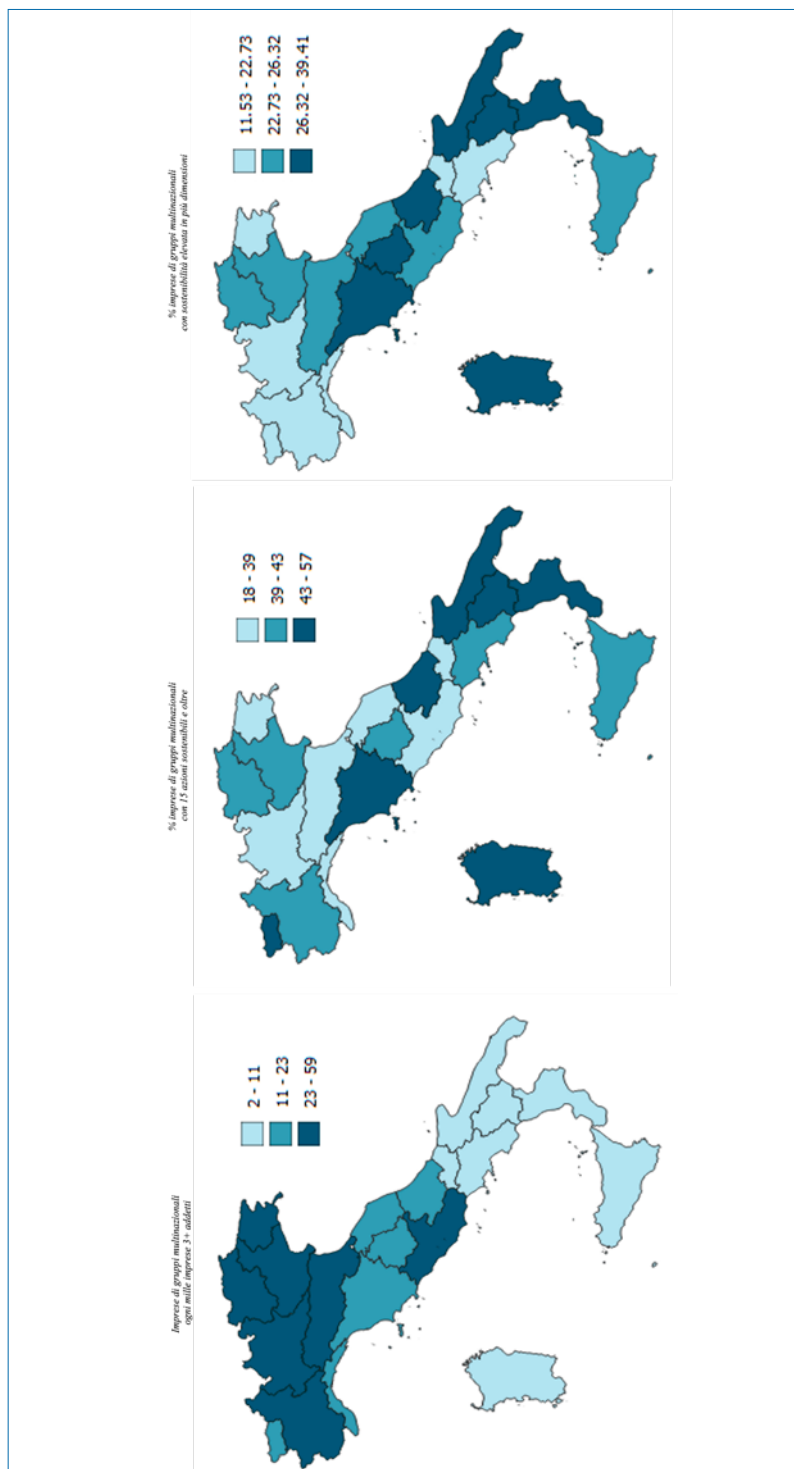 Imprese di gruppi multinazionali
ogni mille imprese 3+ addetti
2 - 11
11 - 23
23 - 59
% imprese di gruppi multinazionali
con 15 azioni sostenibili e oltre
18 - 39
39 - 43
43 - 57
% imprese di gruppi multinazionali
con sostenibilità elevata in più dimensioni
11.53 - 22.73
22.73 - 26.32
26.32 - 39.41